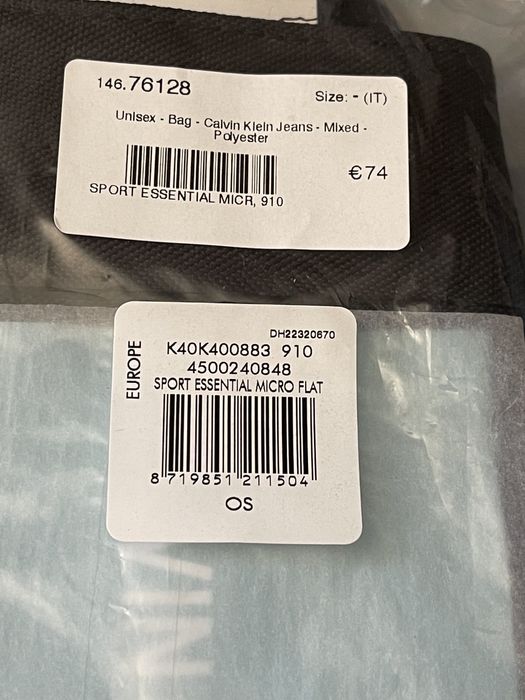 146.76128
Size: - (IT)
Unisex - Bag - Calvin Klein Jeans - Mixed -
Polyester
€74
SPORT ESSENTIAL MICR, 910
DH22320670
EUROPE
K40K400883 910
4500240848
SPORT ESSENTIAL MICRO FLAT
8 719851 211504
OS